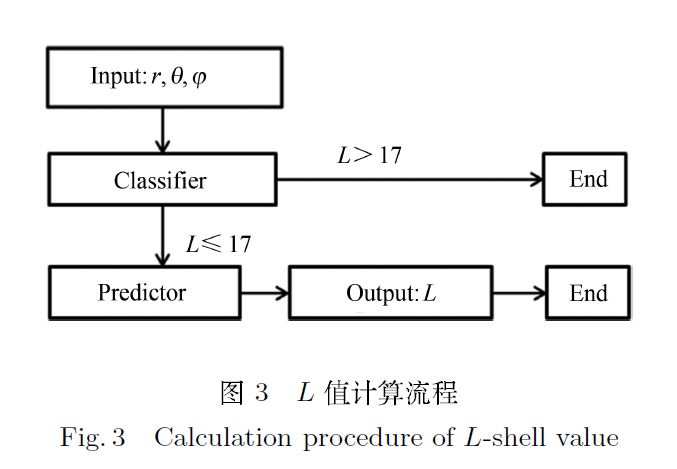 Input: r, θ, φ
L > 17
Classifier
End
L ≤ 17
Predictor
Output: L
End
图 3 L 值计算流程
Fig. 3 Calculation procedure of L-shell value